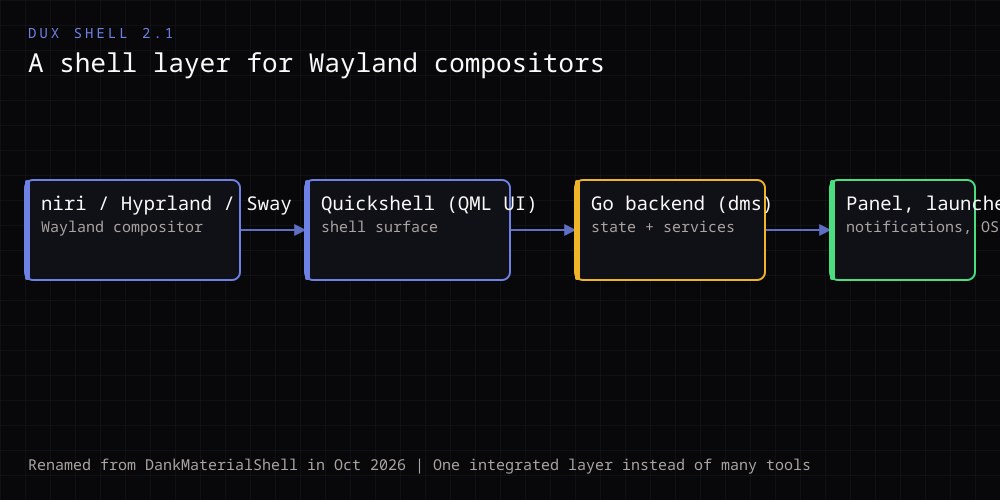 DUX SHELL 2.1
A shell layer for Wayland compositors
niri / Hyprland / Sway
Wayland compositor
Quickshell (QML UI)
shell surface
Go backend (dms)
state + services
Panel, launche
notifications, OS
Renamed from DankMaterialShell in Oct 2026 | One integrated layer instead of many tools